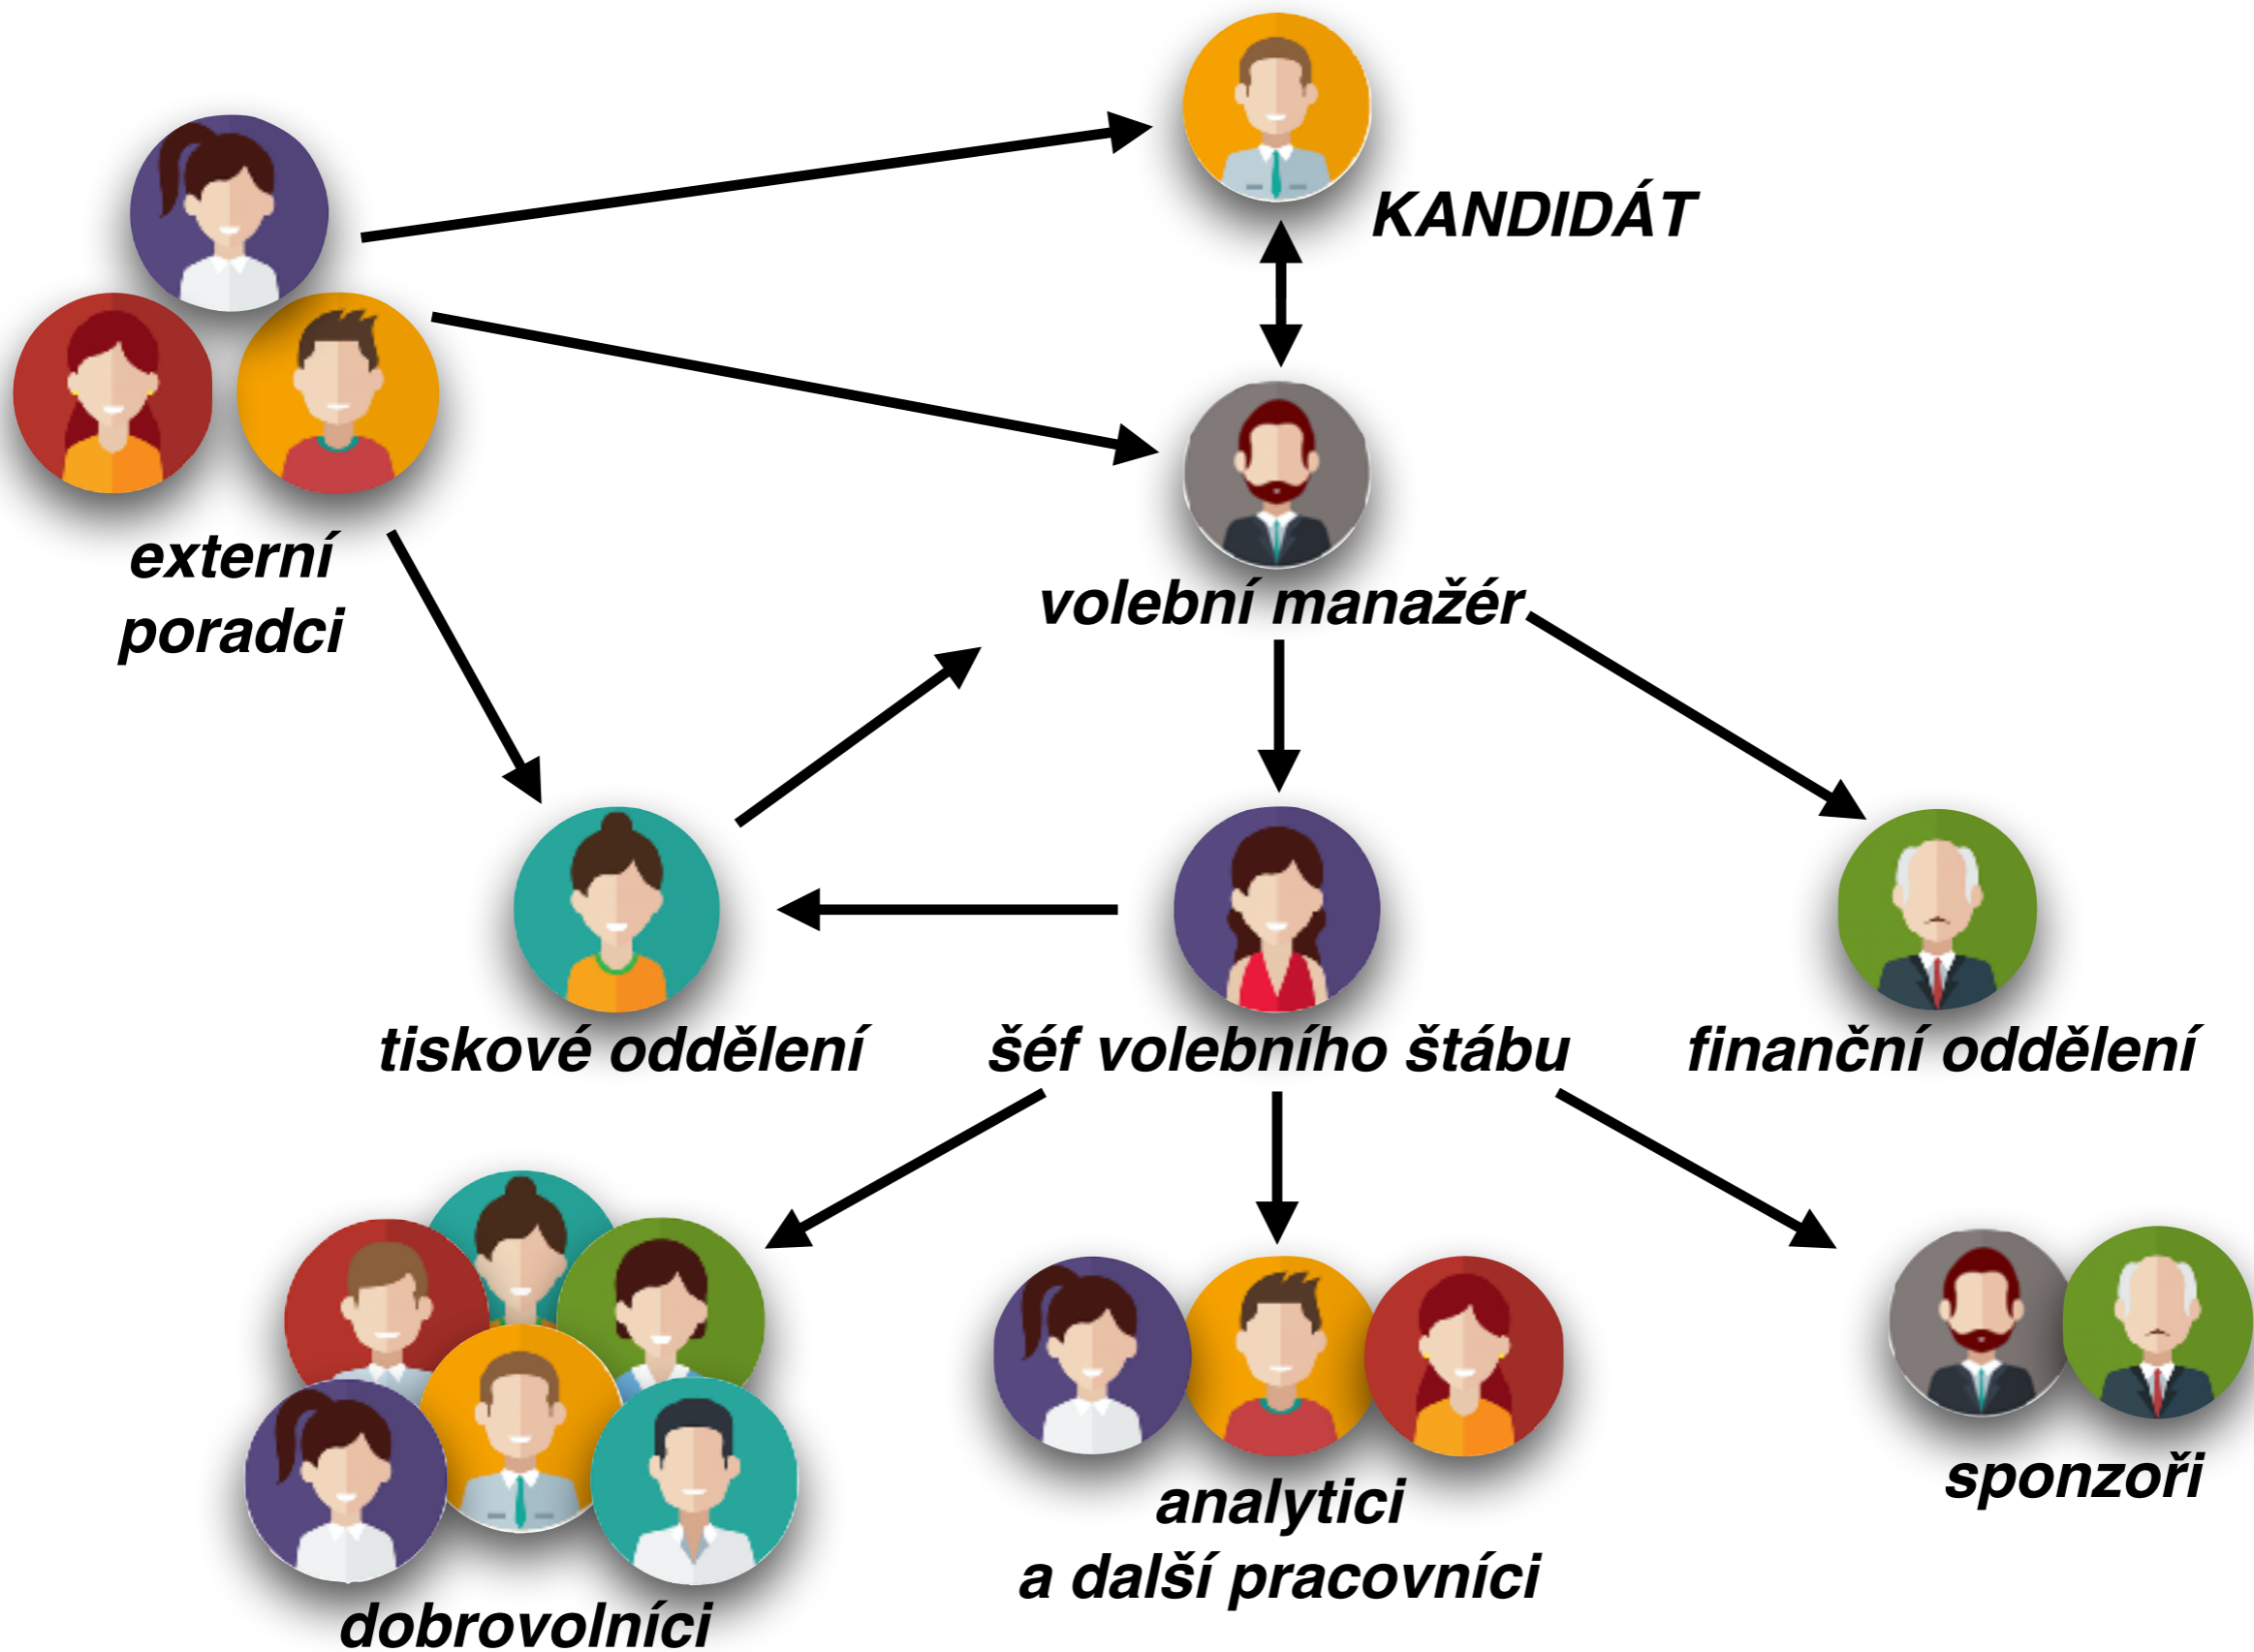 KANDIDÁT
externí
poradci
volební manažér
tiskové oddělení
šéf volebního štábu
finanční oddělení
dobrovolníci
analytici
a další pracovníci
sponzoři